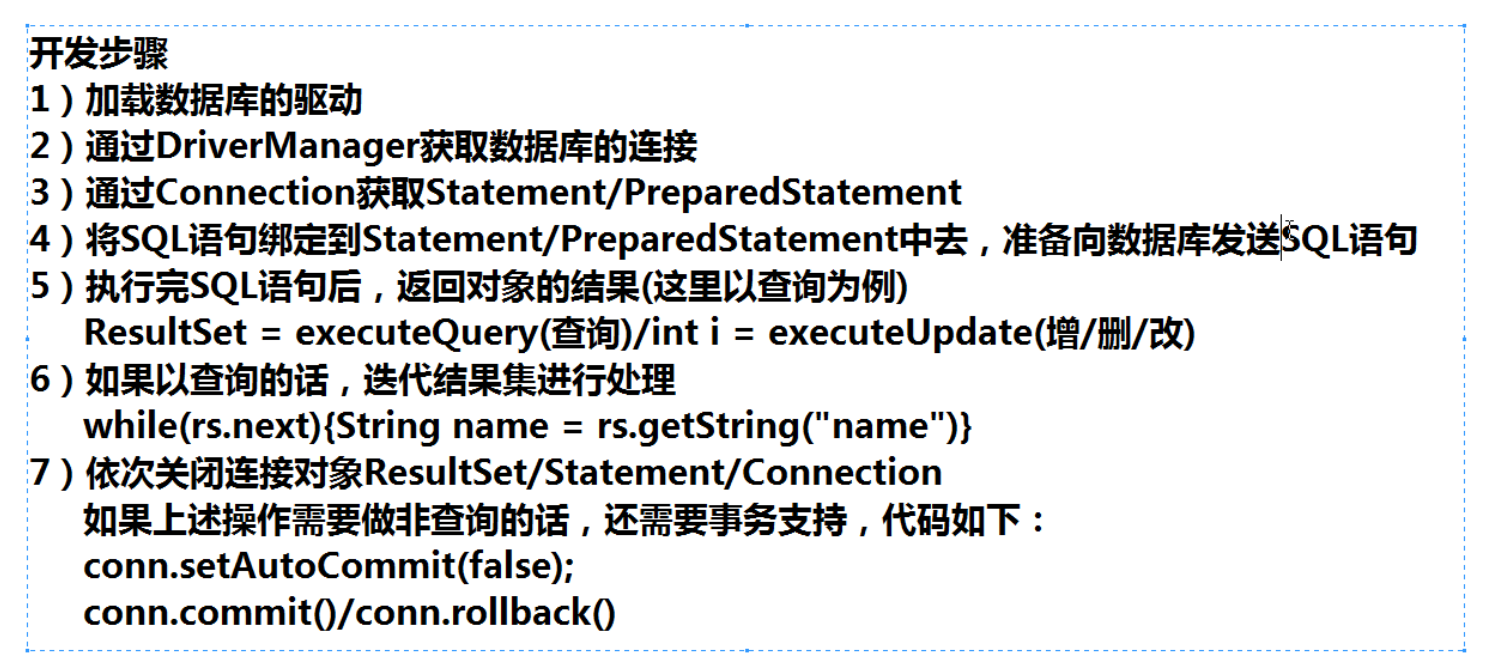 开发步骤
1）加载数据库的驱动
2）通过DriverManager获取数据库的连接
3）通过Connection获取Statement/PreparedStatement
4）将SQL语句绑定到Statement/PreparedStatement中去，准备向数据库发送SQL语句
5）执行完SQL语句后，返回对象的结果(这里以查询为例)
ResultSet = executeQuery(查询)/int i = executeUpdate(增/删/改)
6）如果以查询的话，迭代结果集进行处理
while(rs.next){String name = rs.getString("name")}
7）依次关闭连接对象ResultSet/Statement/Connection
如果上述操作需要做非查询的话，还需要事务支持，代码如下：
conn.setAutoCommit(false);
conn.commit()/conn.rollback()